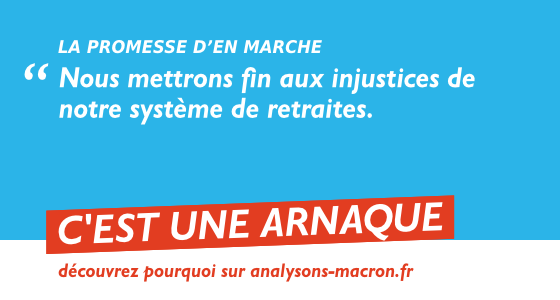 LA PROMESSE D’EN MARCHE
“ Nous mettrons fin aux injustices de
notre système de retraites.
C'EST UNE ARNAQUE
découvrez pourquoi sur analysons-macron.fr